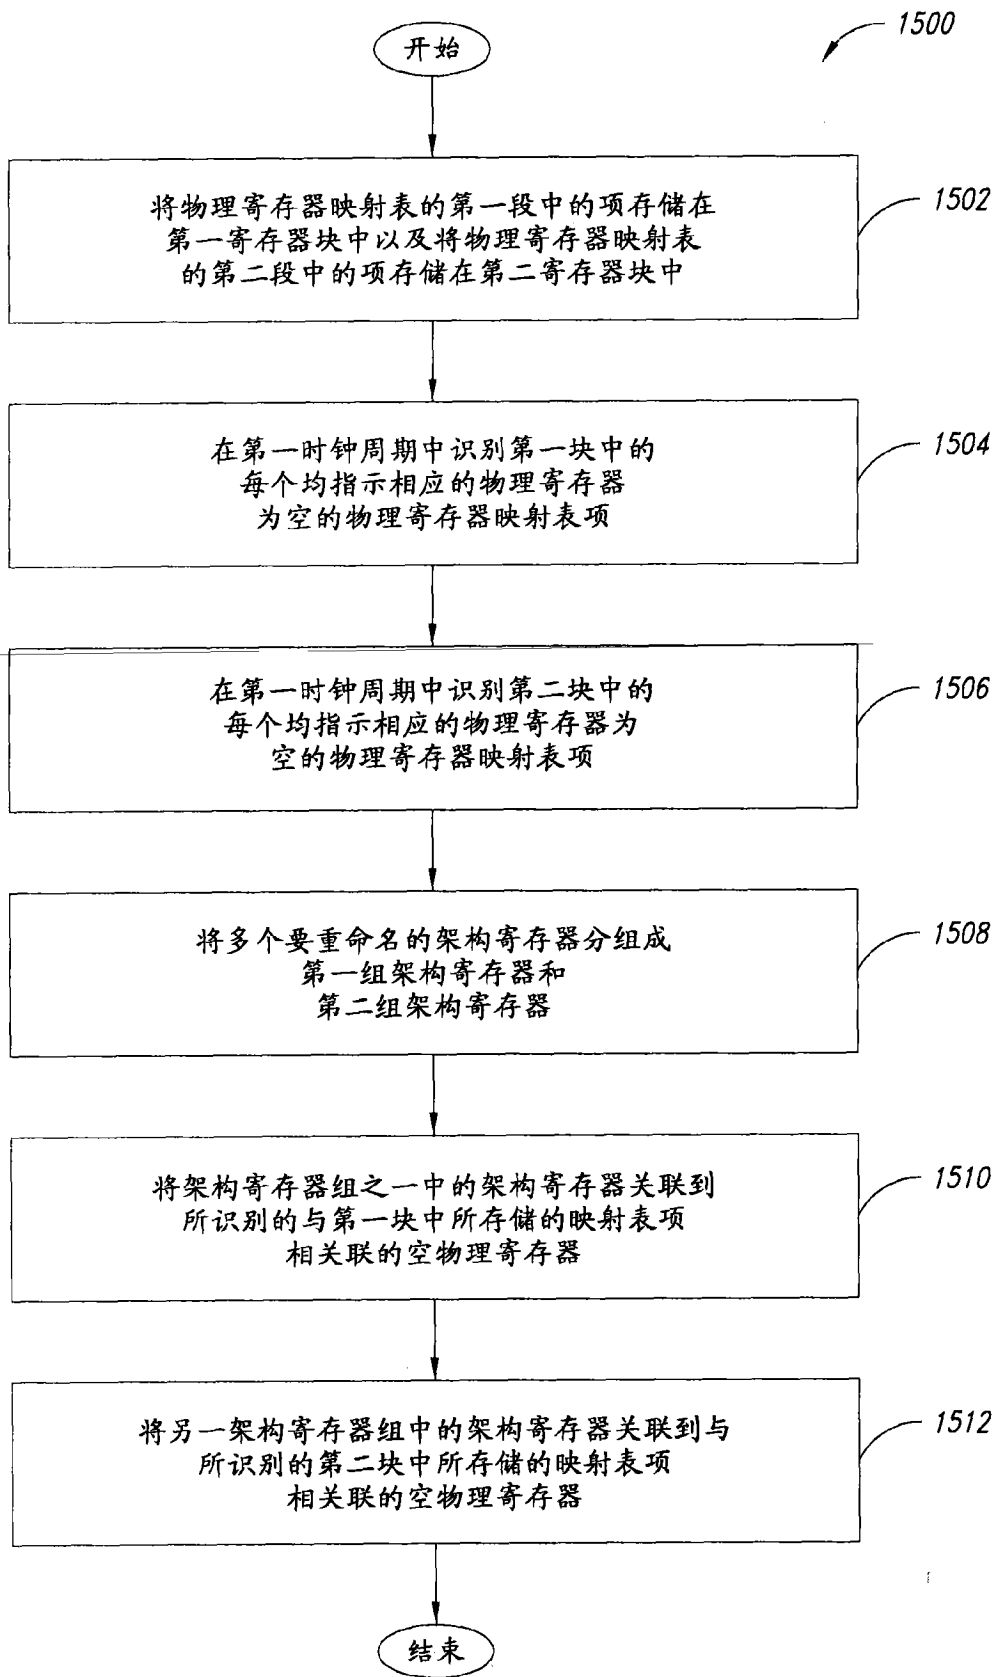 1500
开始
将物理寄存器映射表的第一段中的项存储在
第一寄存器块中以及将物理寄存器映射表
的第二段中的项存储在第二寄存器块中
1502
在第一时钟周期中识别第一块中的
每个均指示相应的物理寄存器
为空的物理寄存器映射表项
1504
在第一时钟周期中识别第二块中的
每个均指示相应的物理寄存器为
空的物理寄存器映射表项
1506
将多个要重命名的架构寄存器分组成
第一组架构寄存器和
第二组架构寄存器
1508
将架构寄存器组之一中的架构寄存器关联到
所识别的与第一块中所存储的映射表项
相关联的空物理寄存器
1510
将另一架构寄存器组中的架构寄存器关联到与
所识别的第二块中所存储的映射表项
相关联的空物理寄存器
1512
结束